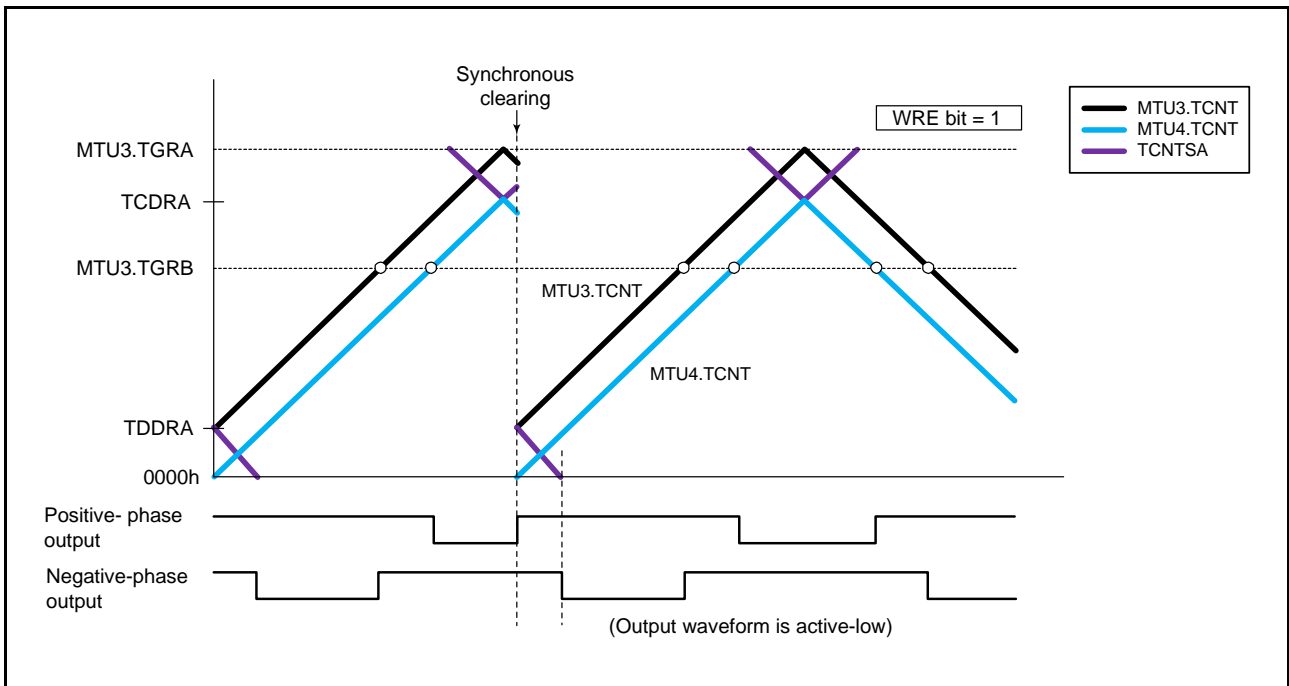 Synchronous
clearing
WRE bit = 1
MTU3.TCNT
MTU4.TCNT
TCNTSA
MTU3.TGRA
TCDRA
MTU3.TGRB
MTU3.TCNT
MTU4.TCNT
TDDRA
0000h
Positive- phase
output
Negative-phase
output
(Output waveform is active-low)